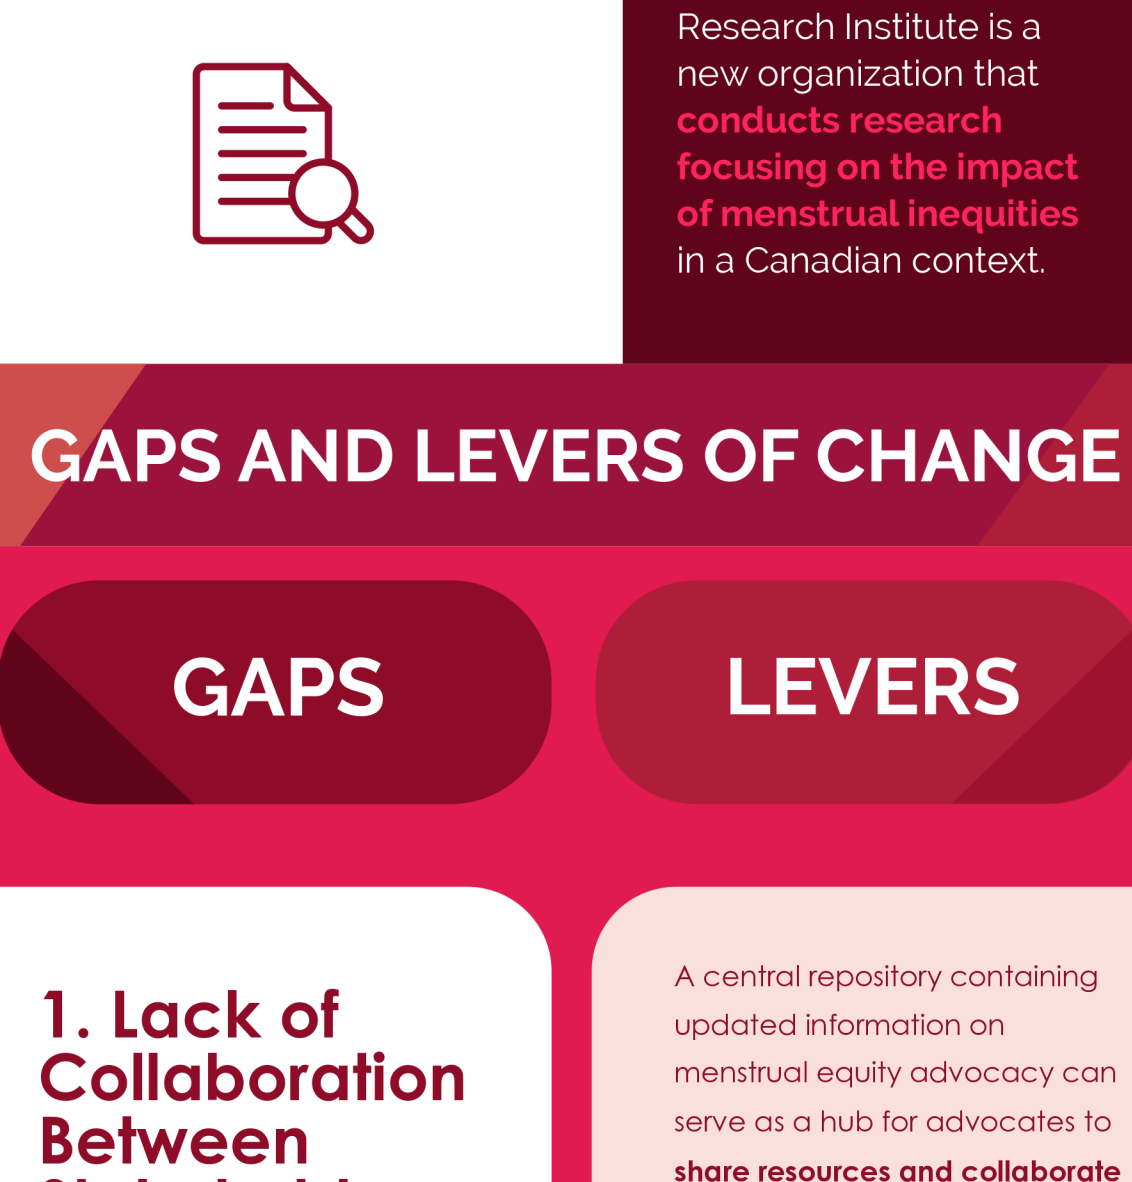 Research Institute is a
new organization that
conducts research
focusing on the impact
of menstrual inequities
in a Canadian context.
GAPS AND LEVERS OF CHANGE
GAPS
LEVERS
1. Lack of
Collaboration
Between
A central repository containing
updated information on
menstrual equity advocacy can
serve as a hub for advocates to
share resources and collaborate